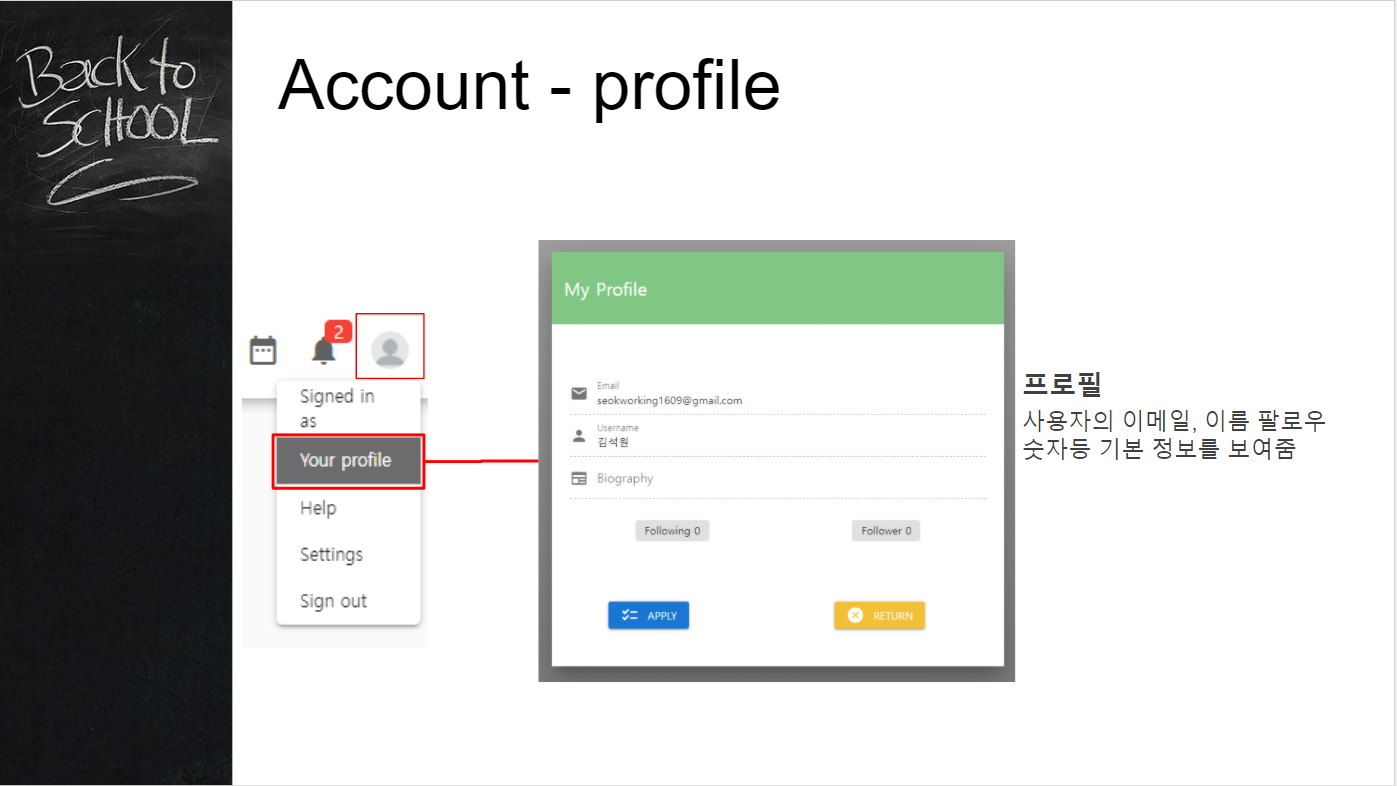 Back to
SCHOOL
Account - profile
2
Signed in
as
Your profile
Help
Settings
Sign out
My Profile
Email
seokworking1609@gmail.com
Username
김석원
Biography
Following 0
Follower 0
APPLY
RETURN
프로필
사용자의 이메일, 이름 팔로우
숫자등 기본 정보를 보여줌